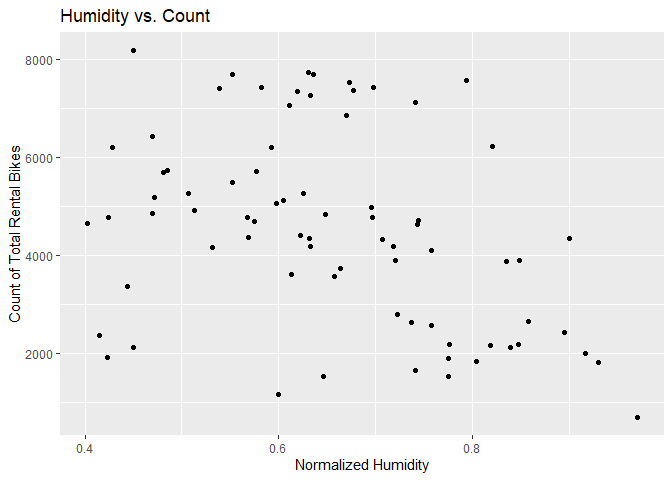 Humidity vs. Count
8000
6000
4000
2000
Count of Total Rental Bikes
0.4
0.6
0.8
Normalized Humidity